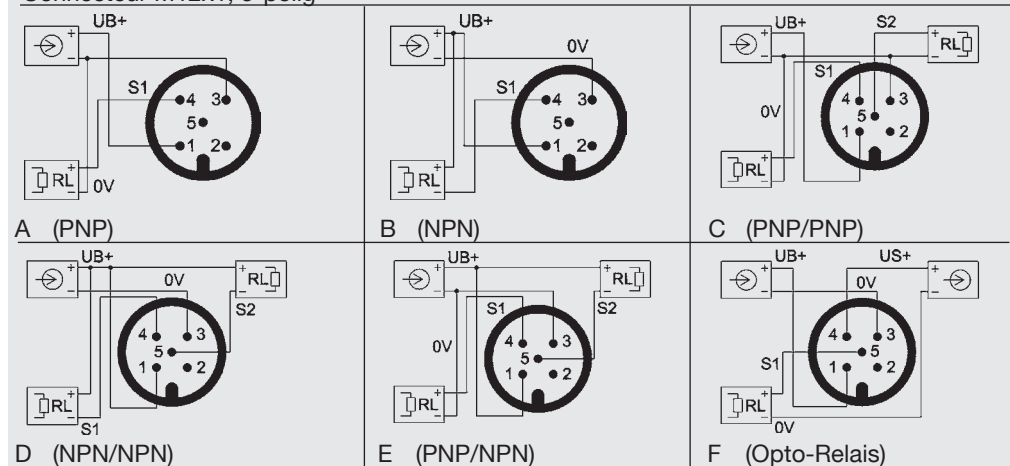 Connecteur M12x1, 5-polig
UB+
+
−
S1
4 3
5
1 2
+
RL
−
0V
A (PNP)
UB+
+
−
0V
S1
4 3
5
1 2
+
RL
−
B (NPN)
UB+
S2
+
−
+
RL
−
S1
0V
4 3
5
1 2
+
RL
−
C (PNP/PNP)
UB+
+
−
0V
+
RL
−
S2
4 3
5
1 2
+
RL
−
S1
D (NPN/NPN)
UB+
+
−
+
RL
−
S1
S2
0V
4 3
5
1 2
+
RL
−
E (PNP/NPN)
UB+
US+
+
−
0V
+
−
4 3
5
1 2
S1
+
RL
−
0V
F (Opto-Relais)